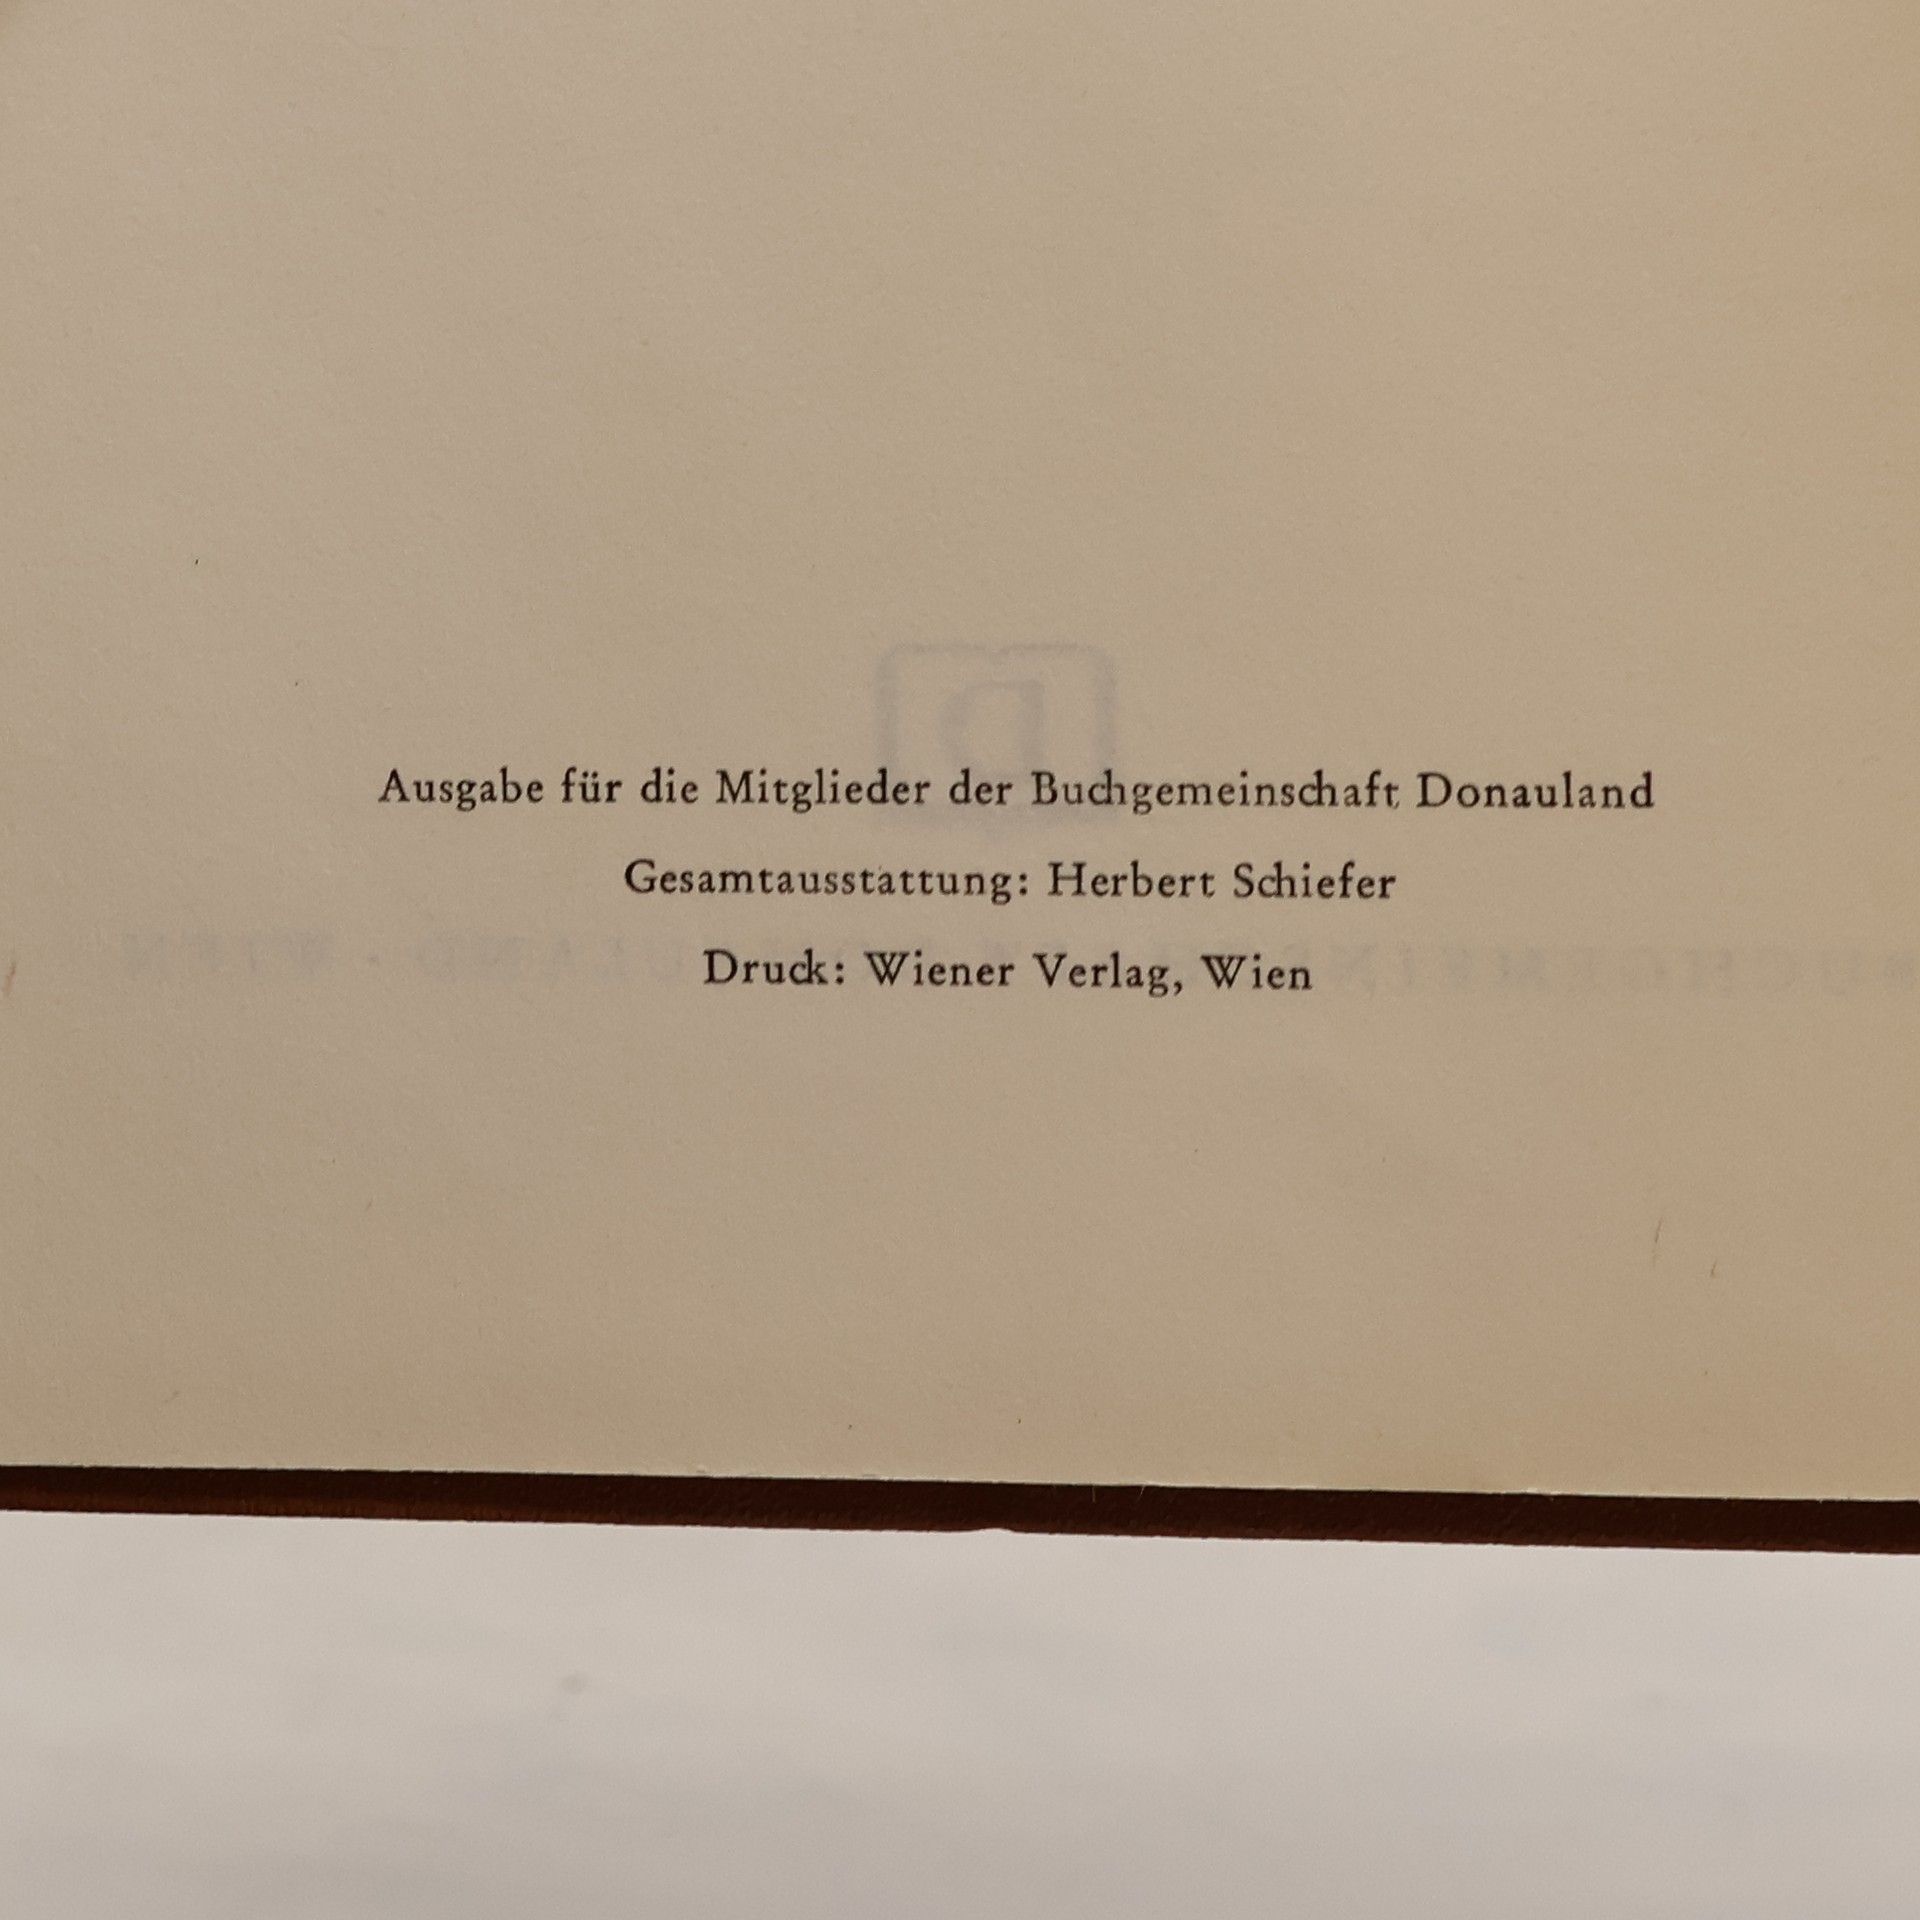 Ausgabe für die Mitglieder der Buchgemeinschaft Donauland
Gesamtausstattung: Herbert Schiefer
Druck: Wiener Verlag, Wien